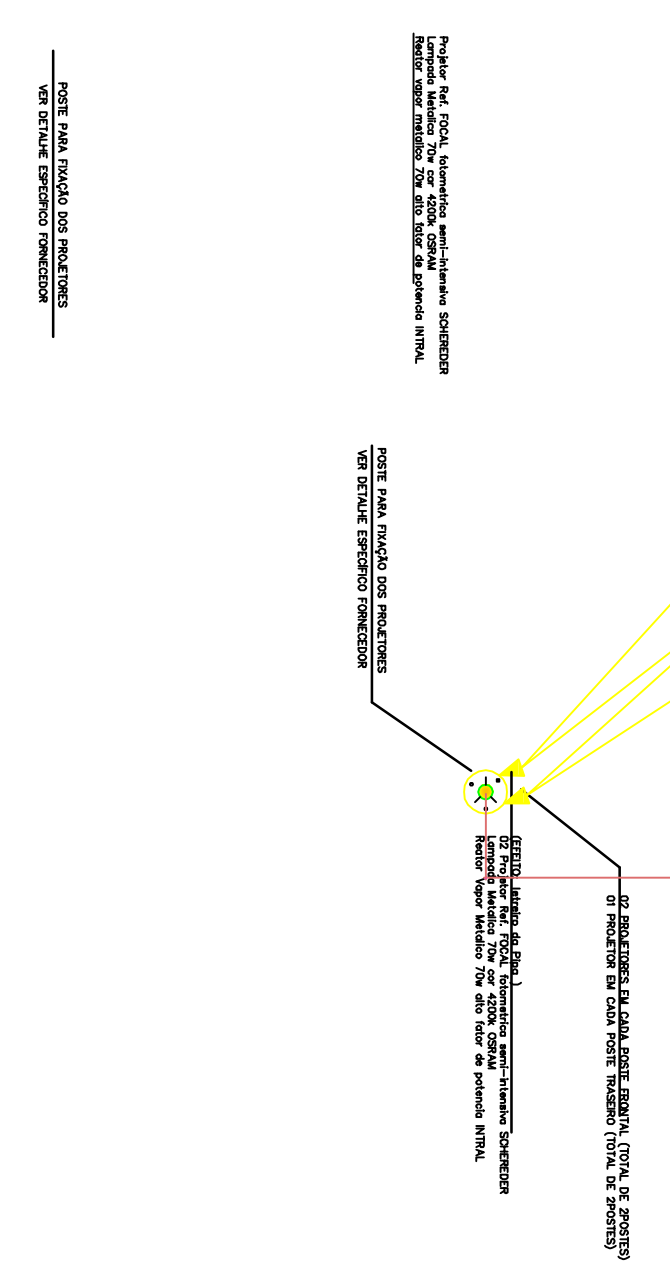 Projetor Ref. FOCAL fotometrica semi-intensiva SCHEREDER
Lampada Metalica 70w cor 4200k OSRAM
Reator vapor metalico 70w alto fator de potencia INTRAL
POSTE PARA FIXAÇÃO DOS PROJETORES
VER DETALHE ESPECÍFICO FORNECEDOR
POSTE PARA FIXAÇÃO DOS PROJETORES
VER DETALHE ESPECÍFICO FORNECEDOR
02 PROJETORES EM CADA POSTE FRONTAL (TOTAL DE 2POSTES)
01 PROJETOR EM CADA POSTE TRASEIRO (TOTAL DE 2POSTES)
(EFEITO: letreiro da Pipa )
02 Projetor Ref. FOCAL fotometrica semi-intensiva SCHEREDER
Lampada Metalica 70w cor 4200k OSRAM
Reator Vapor Metalico 70w alto fator de potencia INTRAL